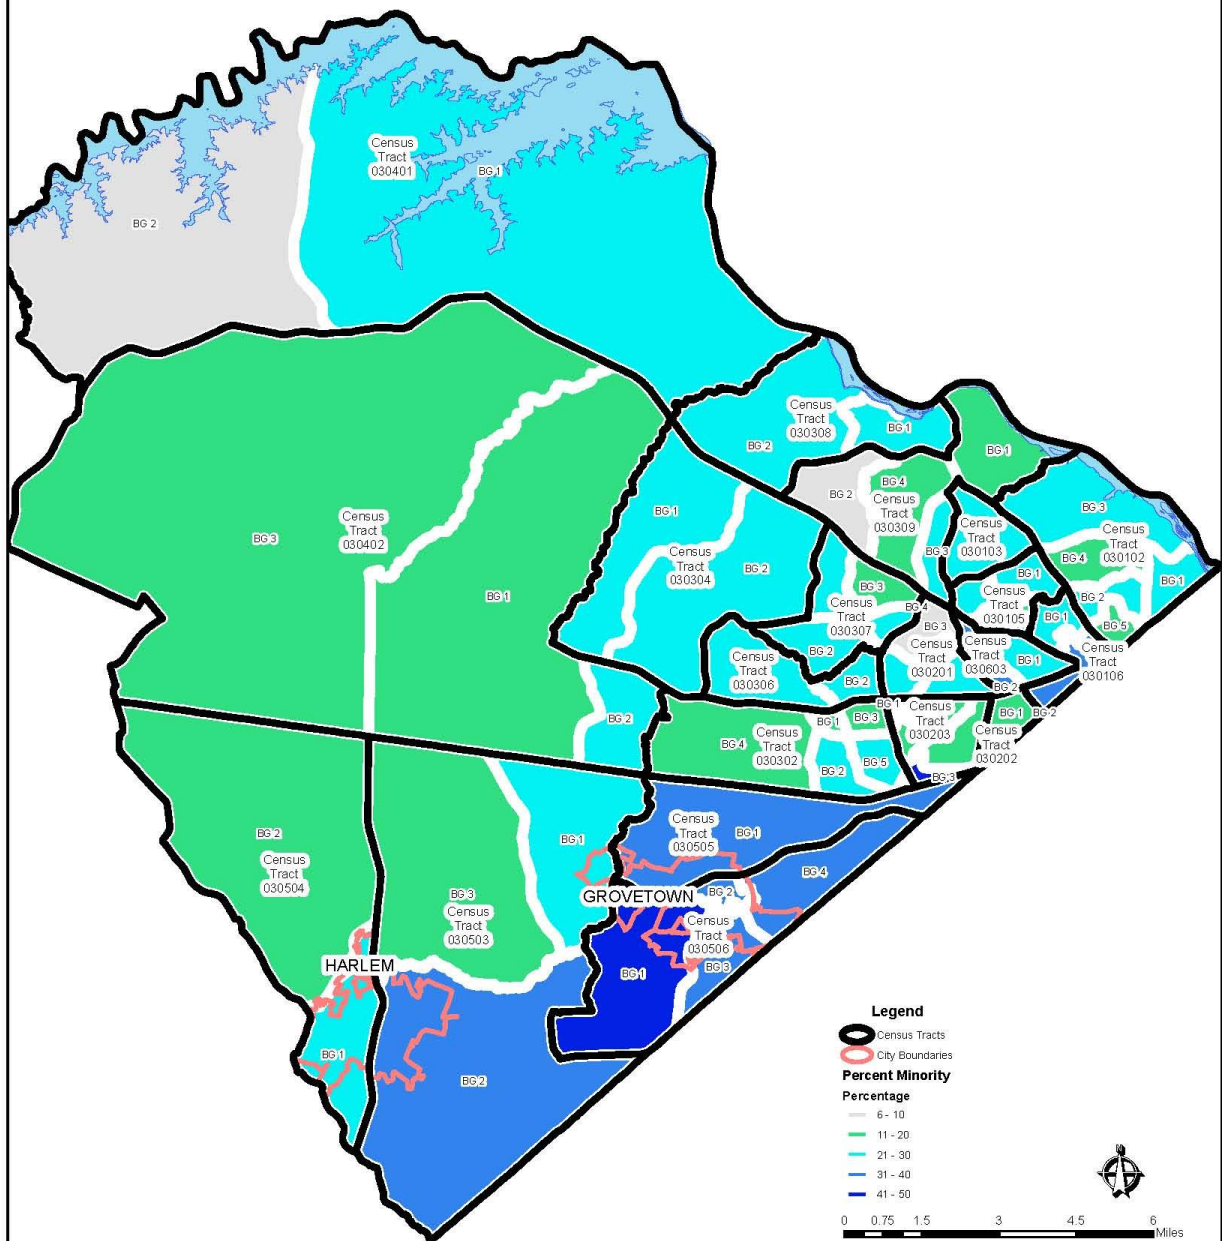 Census
Tract
030401
BG 1
BG 2
Census
Tract
030308
BG 1
BG 2
BG 1
BG 2
BG 4
Census
Tract
030309
BG 3
BG 3
Census
Tract
030102
BG 4
BG 1
BG 2
BG 5
Census
Tract
030103
BG 1
Census
Tract
030105
BG 1
Census
Tract
030106
BG 3
Census
Tract
030402
BG 1
BG 1
Census
Tract
030304
BG 2
BG 2
BG 3
BG 4
Census
Tract
030307
BG 2
BG 3
Census
Tract
030201
BG 2
Census
Tract
030603
BG 1
BG 2
Census
Tract
030306
BG 1
BG 1
BG 3
Census
Tract
030203
BG 1
BG 2
Census
Tract
030202
BG 3
BG 4
Census
Tract
030302
BG 2
BG 5
BG 2
Census
Tract
030504
BG 1
BG 3
Census
Tract
030503
BG 1
BG 2
Census
Tract
030505
BG 1
BG 4
GROVETOWN
BG 2
Census
Tract
030506
BG 1
BG 3
HARLEM
Legend
Census Tracts
City Boundaries
Percent Minority
Percentage
6 - 10
11 - 20
21 - 30
31 - 40
41 - 50
0 0.75 1.5 3 4.5 6
Miles